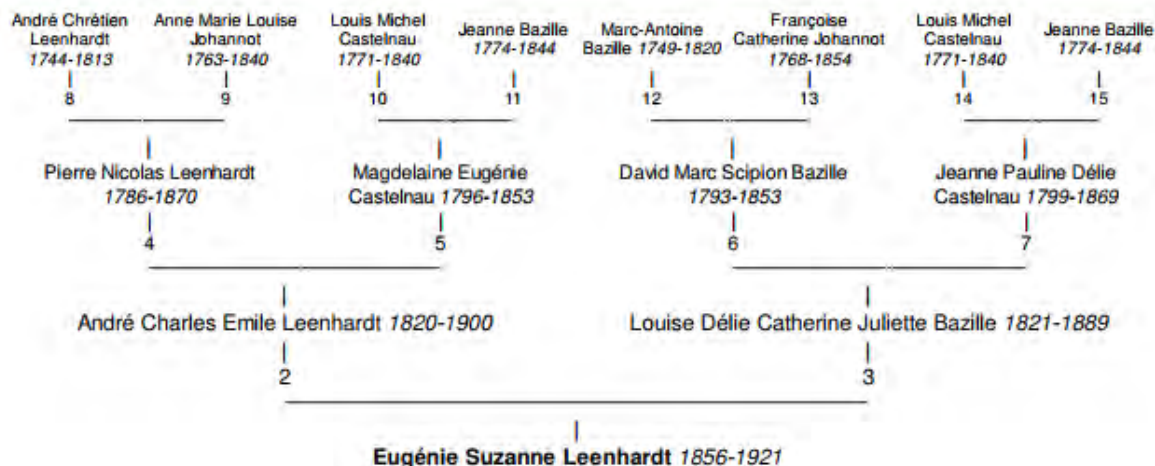 André Chrétien Leenhardt 1744-1813
Anne Marie Louise Johannot 1763-1840
Louis Michel Castelnau 1771-1840
Jeanne Bazille 1774-1844
Marc-Antoine Bazille 1749-1820
Françoise Catherine Johannot 1768-1854
Louis Michel Castelnau 1771-1840
Jeanne Bazille 1774-1844
8 9 10 11 12 13 14 15
Pierre Nicolas Leenhardt 1786-1870
Magdelaine Eugénie Castelnau 1796-1853
David Marc Scipion Bazille 1793-1853
Jeanne Pauline Délie Castelnau 1799-1869
4 5 6 7
André Charles Emile Leenhardt 1820-1900
Louise Délie Catherine Juliette Bazille 1821-1889
2 3
Eugénie Suzanne Leenhardt 1856-1921